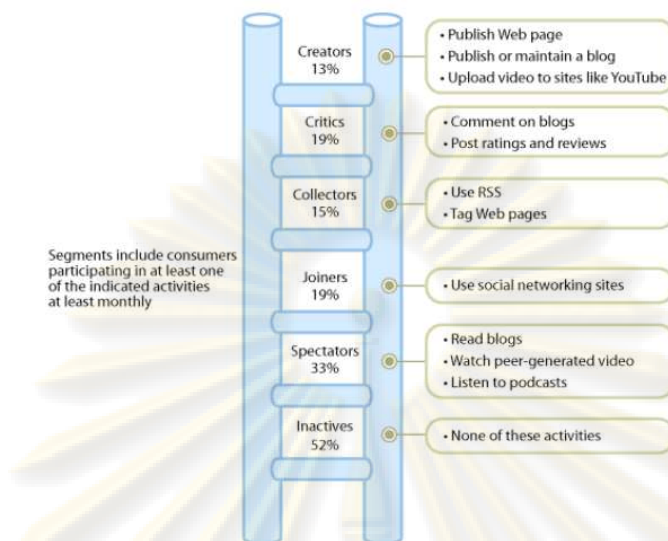 Creators
13%
• Publish Web page
• Publish or maintain a blog
• Upload video to sites like YouTube
Critics
19%
• Comment on blogs
• Post ratings and reviews
Collectors
15%
• Use RSS
• Tag Web pages
Segments include consumers
participating in at least one
of the indicated activities
at least monthly
Joiners
19%
• Use social networking sites
Spectators
33%
• Read blogs
• Watch peer-generated video
• Listen to podcasts
Inactives
52%
• None of these activities